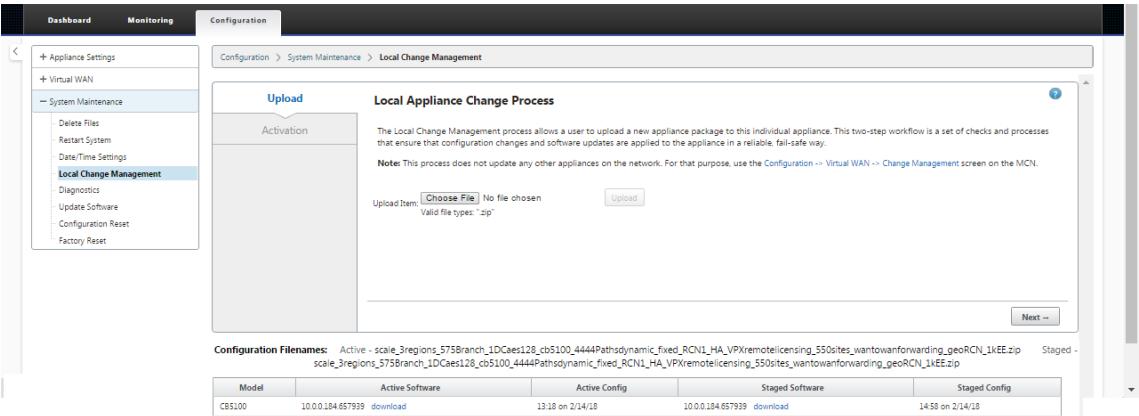 Dashboard Monitoring Configuration
+ Appliance Settings
+ Virtual WAN
− System Maintenance
Delete Files
Restart System
Date/Time Settings
Local Change Management
Diagnostics
Update Software
Configuration Reset
Factory Reset
Configuration > System Maintenance > Local Change Management
Upload
Activation
Local Appliance Change Process
?
The Local Change Management process allows a user to upload a new appliance package to this individual appliance. This two-step workflow is a set of checks and processes
that ensure that configuration changes and software updates are applied to the appliance in a reliable, fail-safe way.
Note: This process does not update any other appliances on the network. For that purpose, use the Configuration -> Virtual WAN -> Change Management screen on the MCN.
Upload Item: Choose File No file chosen Upload
Valid file types: ".zip"
Next →
Configuration Filenames: Active - scale_3regions_575Branch_1DCaes128_cb5100_4444Pathsdynamic_fixed_RCN1_HA_VPXremotelicensing_550sites_wantowanforwarding_geoRCN_1kEE.zip Staged -
scale_3regions_575Branch_1DCaes128_cb5100_4444Pathsdynamic_fixed_RCN1_HA_VPXremotelicensing_550sites_wantowanforwarding_geoRCN_1kEE.zip
Model Active Software Active Config Staged Software Staged Config
CB5100 10.0.0.184.657939 download 13:18 on 2/14/18 10.0.0.184.657939 download 14:58 on 2/14/18